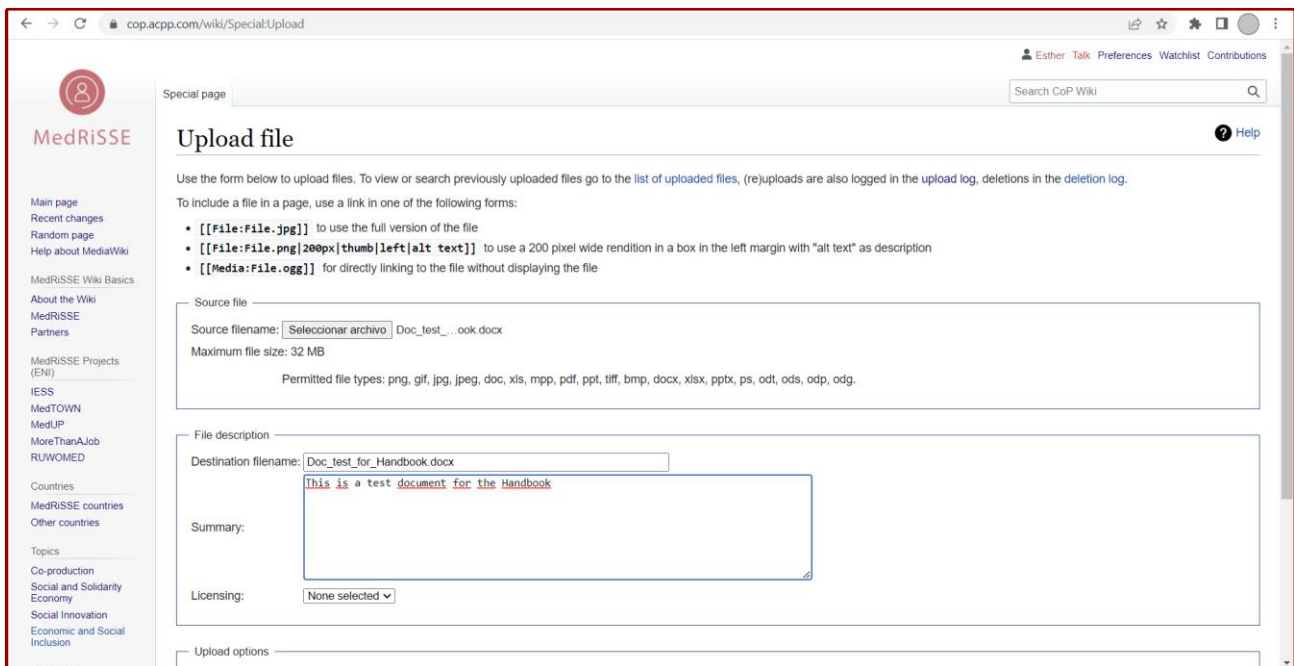 cop.acpp.com/wiki/Special:Upload
Esther Talk Preferences Watchlist Contributions
MedRiSSE
Special page
Search CoP Wiki
Upload file
Help
Use the form below to upload files. To view or search previously uploaded files go to the list of uploaded files, (re)uploads are also logged in the upload log, deletions in the deletion log.
To include a file in a page, use a link in one of the following forms:
• [[File:File.jpg]] to use the full version of the file
• [[File:File.png|200px|thumb|left|alt text]] to use a 200 pixel wide rendition in a box in the left margin with "alt text" as description
• [[Media:File.ogg]] for directly linking to the file without displaying the file
Main page
Recent changes
Random page
Help about MediaWiki
MedRiSSE Wiki Basics
About the Wiki
MedRiSSE
Partners
MedRiSSE Projects
(ENI)
IESS
MedTOWN
MedUP
MoreThanAJob
RUWOMED
Countries
MedRiSSE countries
Other countries
Topics
Co-production
Social and Solidarity
Economy
Social Innovation
Economic and Social
Inclusion
Source file
Source filename: Seleccionar archivo Doc_test_...ook.docx
Maximum file size: 32 MB
Permitted file types: png, gif, jpg, jpeg, doc, xls, mpp, pdf, ppt, tiff, bmp, docx, xlsx, pptx, ps, odt, ods, odp, odg.
File description
Destination filename: Doc_test_for_Handbook.docx
This is a test document for the Handbook
Summary:
Licensing: None selected
Upload options